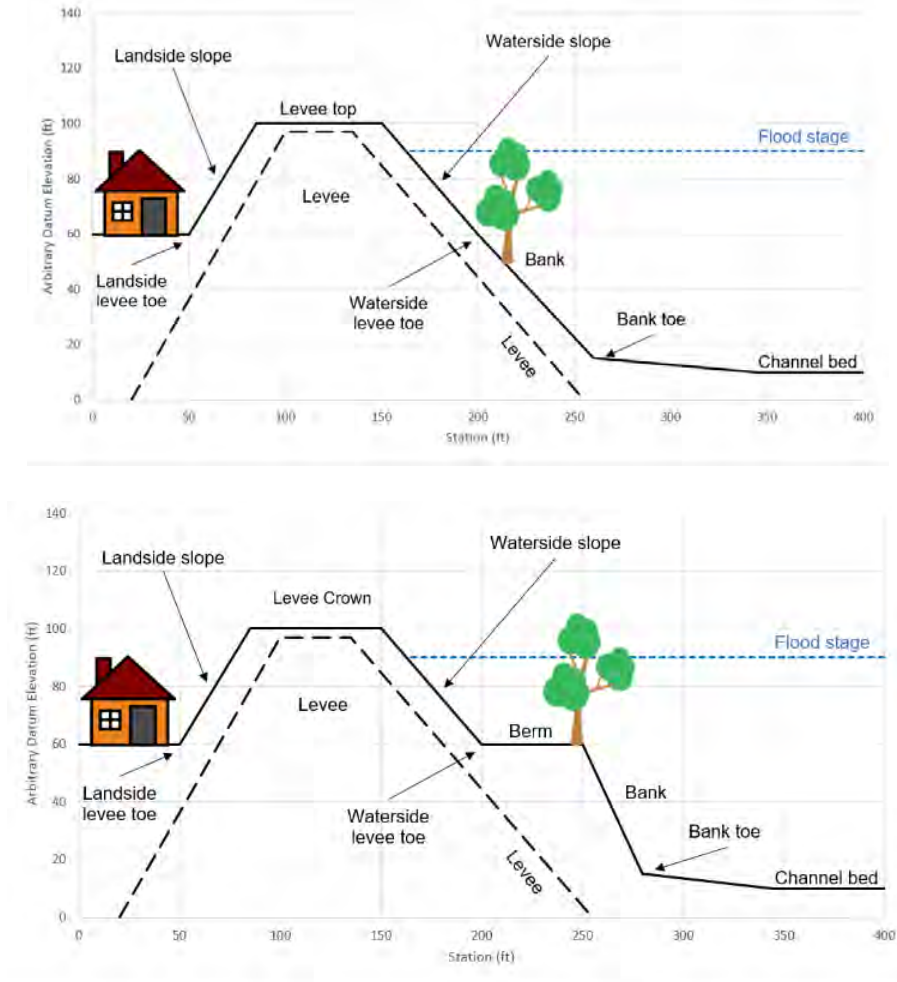 140
Waterside slope
Landside slope
120
Levee top
100
Flood stage
80
Levee
60
Bank
Landside
levee toe
Waterside
levee toe
40
Bank toe
Levee
20
Channel bed
0
0 50 100 150 200 250 300 350 400
Station (ft)
Arbitrary Datum Elevation (ft)
140
Waterside slope
Landside slope
120
Levee Crown
100
Flood stage
80
Levee
Berm
60
Landside
levee toe
Bank
Waterside
levee toe
40
Bank toe
20
Levee
Channel bed
0
0 50 100 150 200 250 300 350 400
Station (ft)
Arbitrary Datum Elevation (ft)